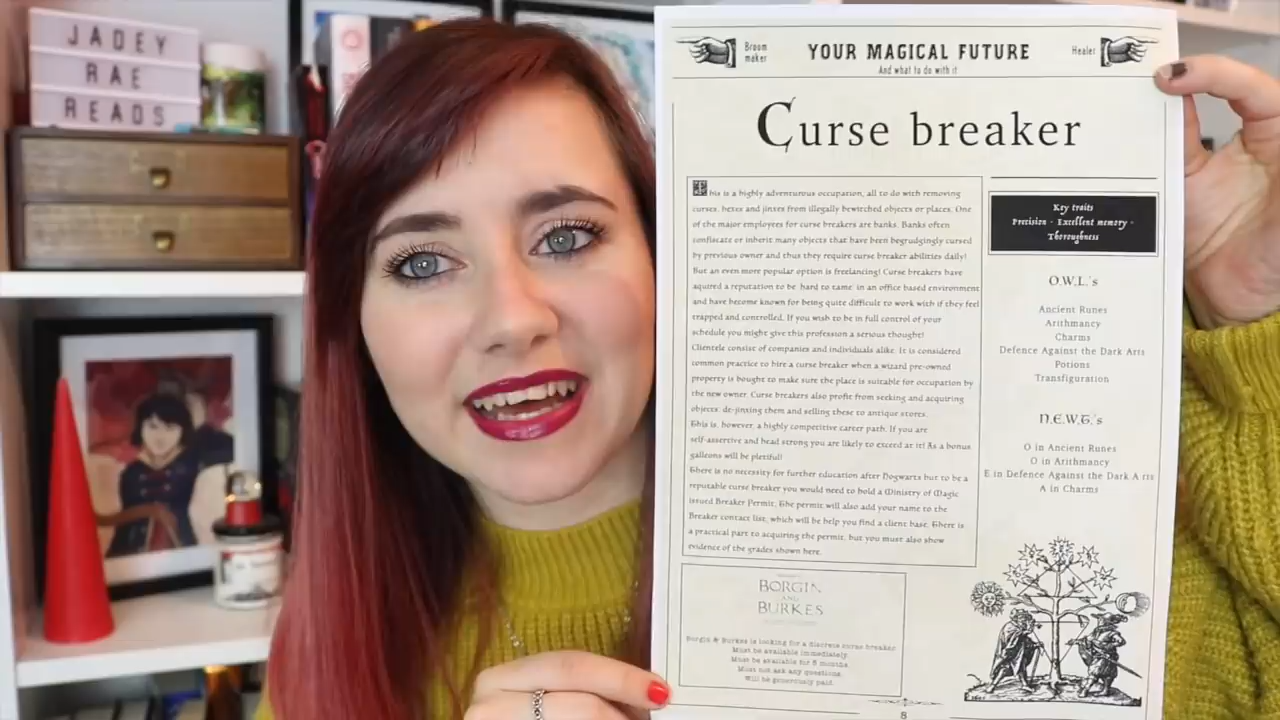 JADEY
RAE
READS
Broom
maker
YOUR MAGICAL FUTURE
And what to do with it
Healer
Curse breaker
This is a highly adventurous occupation, all to do with removing
curses, hexes and jinxes from illegally bewitched objects or places. One
of the major employees for curse breakers are banks. Banks often
confiscate or inherit many objects that have been begrudgingly cursed
by previous owner and thus they require curse breaker abilities daily!
But an even more popular option is freelancing! Curse breakers have
aquired a reputation to be 'hard to tame' in an office based environment
and have become known for being quite difficult to work with if they feel
trapped and controlled. If you wish to be in full control of your
schedule you might give this profession a serious thought!
Clientele consist of companies and individuals alike. It is considered
common practice to hire a curse breaker when a wizard pre-owned
property is bought to make sure the place is suitable for occupation by
the new owner. Curse breakers also profit from seeking and acquiring
objects, de-jinxing them and selling these to antique stores.
This is, however, a highly competitive career path. If you are
self-assertive and head strong you are likely to exceed at it! As a bonus
galleons will be pletiful!
There is no necessity for further education after Hogwarts but to be a
reputable curse breaker you would need to hold a Ministry of Magic
issued Breaker Permit. The permit will also add your name to the
Breaker contact list, which will be help you find a client base. There is
a practical part to acquiring the permit, but you must also show
evidence of the grades shown here.
Key traits
Precision - Excellent memory -
Thoroughness
O.W.L.'s
Ancient Runes
Arithmancy
Charms
Defence Against the Dark Arts
Potions
Transfiguration
N.E.W.T.'s
O in Ancient Runes
O in Arithmancy
E in Defence Against the Dark Arts
A in Charms
BORGIN
AND
BURKES
Borgin & Burkes is looking for a discrete curse breaker
Must be available immediately.
Must be available for 8 months.
Must not ask any questions.
Will be generously paid.
8